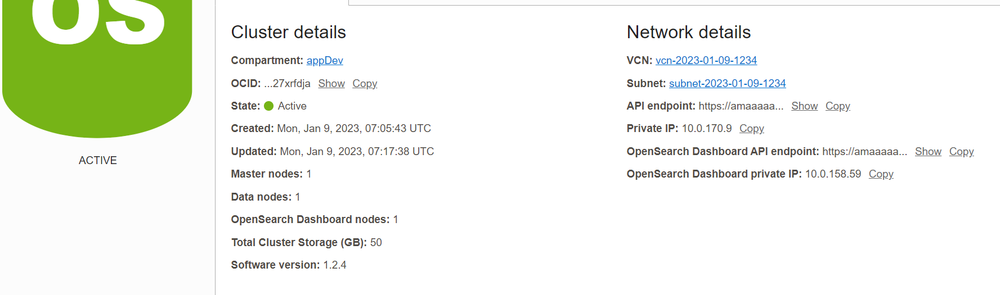 os
ACTIVE
Cluster details
Compartment: appDev
OCID: ...27xrfdja Show Copy
State: Active
Created: Mon, Jan 9, 2023, 07:05:43 UTC
Updated: Mon, Jan 9, 2023, 07:17:38 UTC
Master nodes: 1
Data nodes: 1
OpenSearch Dashboard nodes: 1
Total Cluster Storage (GB): 50
Software version: 1.2.4
Network details
VCN: vcn-2023-01-09-1234
Subnet: subnet-2023-01-09-1234
API endpoint: https://amaaaaa... Show Copy
Private IP: 10.0.170.9 Copy
OpenSearch Dashboard API endpoint: https://amaaaaa... Show Copy
OpenSearch Dashboard private IP: 10.0.158.59 Copy